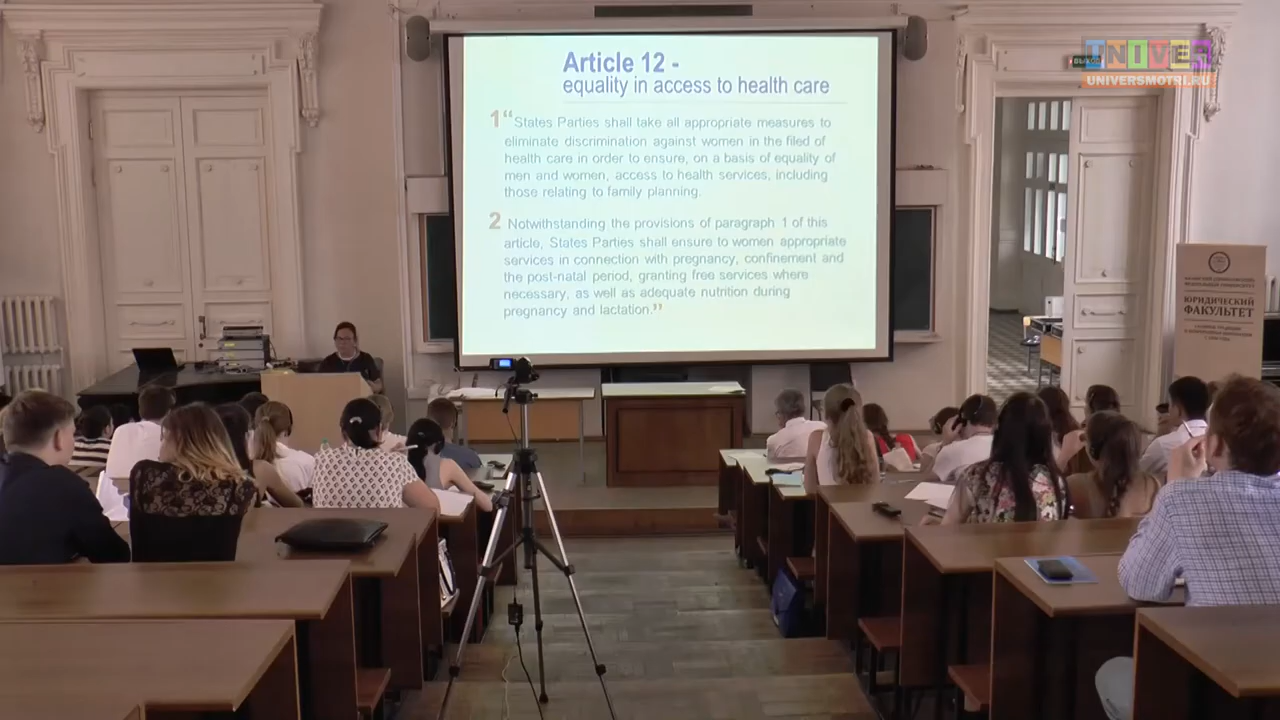 UNIVER
UNIVERSMOTRI.RU
Article 12 -
equality in access to health care
1 “States Parties shall take all appropriate measures to
eliminate discrimination against women in the filed of
health care in order to ensure, on a basis of equality of
men and women, access to health services, including
those relating to family planning.
2 Notwithstanding the provisions of paragraph 1 of this
article, States Parties shall ensure to women appropriate
services in connection with pregnancy, confinement and
the post-natal period, granting free services where
necessary, as well as adequate nutrition during
pregnancy and lactation.”
ЮРИДИЧЕСКИЙ
ФАКУЛЬТЕТ